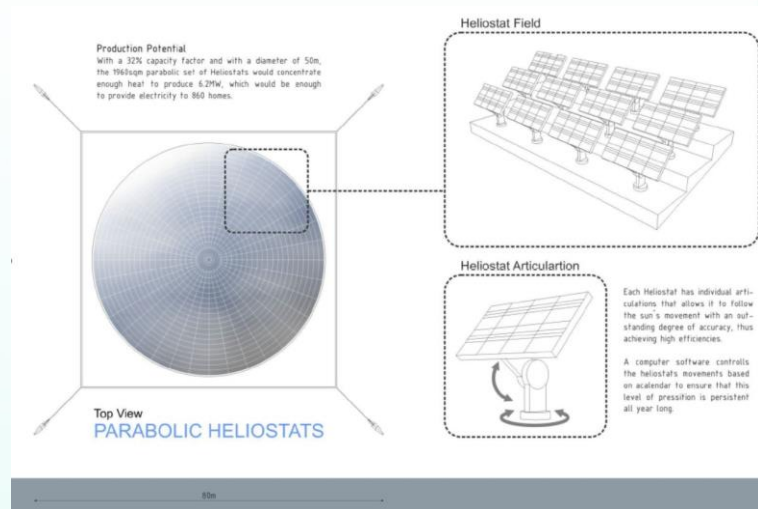 Production Potential
With a 32% capacity factor and with a diameter of 50m,
the 1960sqm parabolic set of Heliostats would concentrate
enough heat to produce 6.2MW, which would be enough
to provide electricity to 860 homes.
Top View
PARABOLIC HELIOSTATS
80m
Heliostat Field
Heliostat Articulartion
Each Heliostat has individual arti-
culations that allows it to follow
the sun's movement with an out-
standing degree of accuracy, thus
achieving high efficiencies.
A computer software controlls
the heliostats movements based
on acalendar to ensure that this
level of pressition is persistent
all year long.